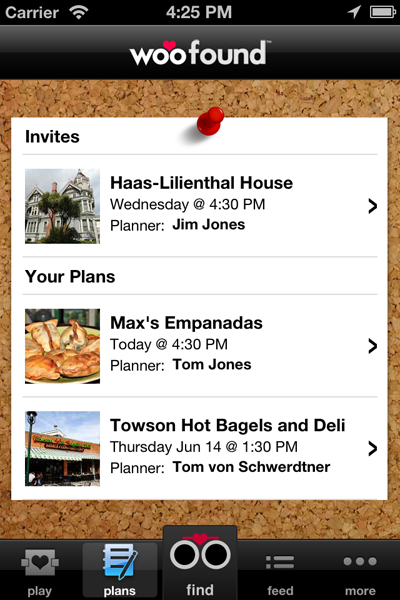 Carrier 4:25 PM
woofound™
Invites
Haas-Lilienthal House
Wednesday @ 4:30 PM
Planner: Jim Jones
Your Plans
Max's Empanadas
Today @ 4:30 PM
Planner: Tom Jones
Towson Hot Bagels and Deli
Thursday Jun 14 @ 1:30 PM
Planner: Tom von Schwerdtner
play plans find feed more